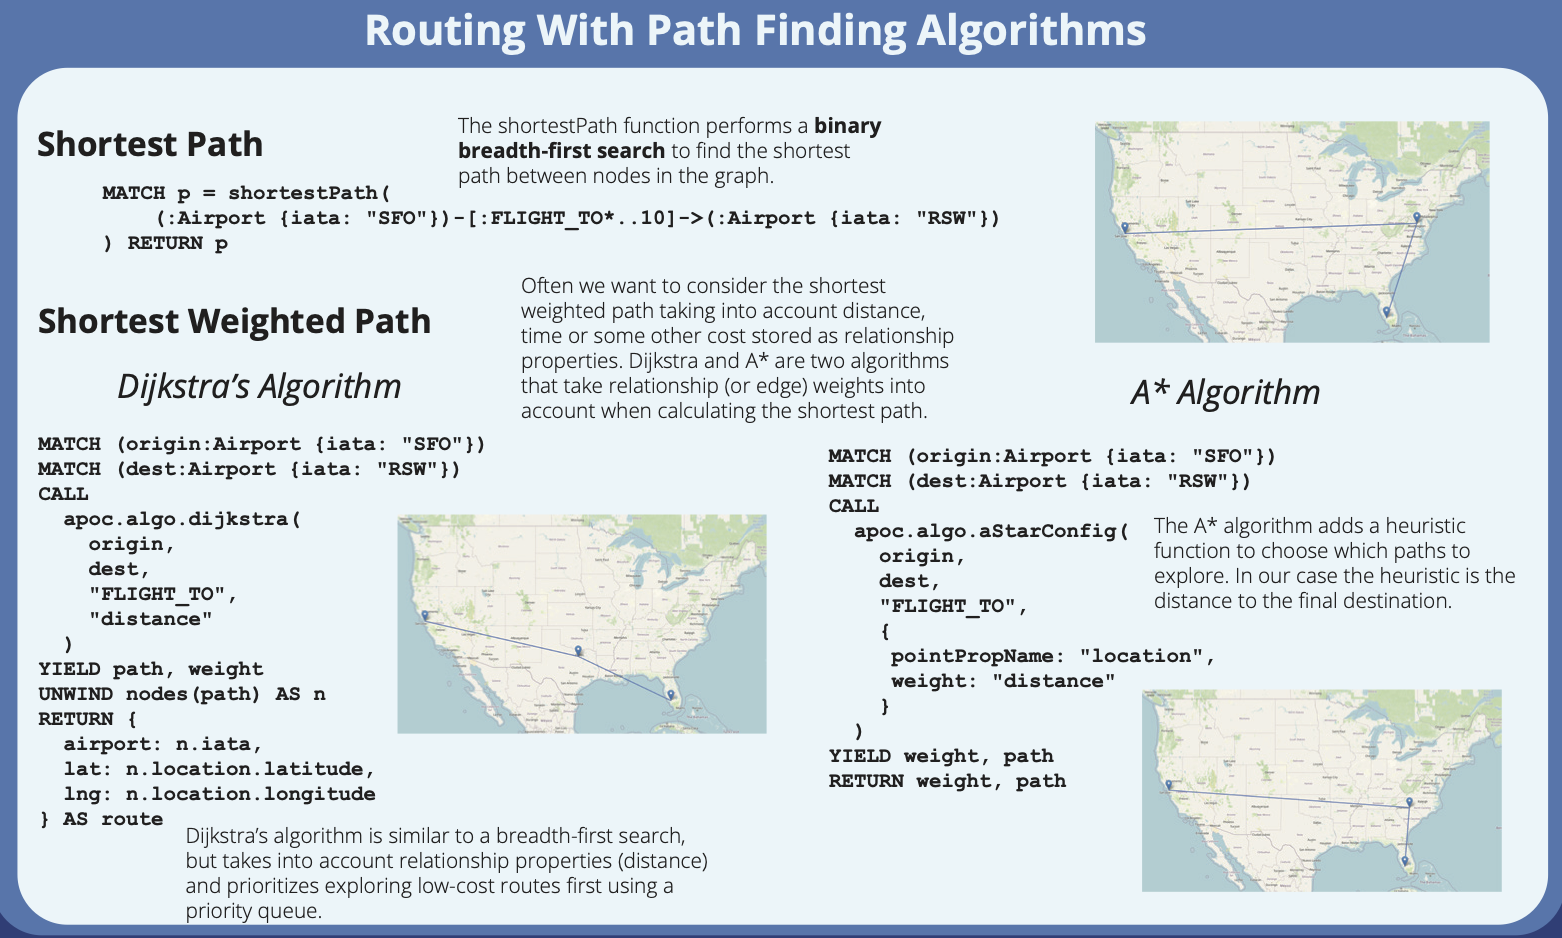 Routing With Path Finding Algorithms
Shortest Path
The shortestPath function performs a binary
breadth-first search to find the shortest
path between nodes in the graph.
MATCH p = shortestPath(
(:Airport {iata: "SFO"})-[:FLIGHT_TO*..10]->(:Airport {iata: "RSW"})
) RETURN p
Shortest Weighted Path
Often we want to consider the shortest
weighted path taking into account distance,
time or some other cost stored as relationship
properties. Dijkstra and A* are two algorithms
that take relationship (or edge) weights into
account when calculating the shortest path.
Dijkstra's Algorithm
MATCH (origin:Airport {iata: "SFO"})
MATCH (dest:Airport {iata: "RSW"})
CALL
apoc.algo.dijkstra(
origin,
dest,
"FLIGHT_TO",
"distance"
)
YIELD path, weight
UNWIND nodes(path) AS n
RETURN {
airport: n.iata,
lat: n.location.latitude,
lng: n.location.longitude
} AS route
Dijkstra's algorithm is similar to a breadth-first search,
but takes into account relationship properties (distance)
and prioritizes exploring low-cost routes first using a
priority queue.
A* Algorithm
MATCH (origin:Airport {iata: "SFO"})
MATCH (dest:Airport {iata: "RSW"})
CALL
apoc.algo.aStarConfig(
origin,
dest,
"FLIGHT_TO",
{
pointPropName: "location",
weight: "distance"
}
)
YIELD weight, path
RETURN weight, path
The A* algorithm adds a heuristic
function to choose which paths to
explore. In our case the heuristic is the
distance to the final destination.